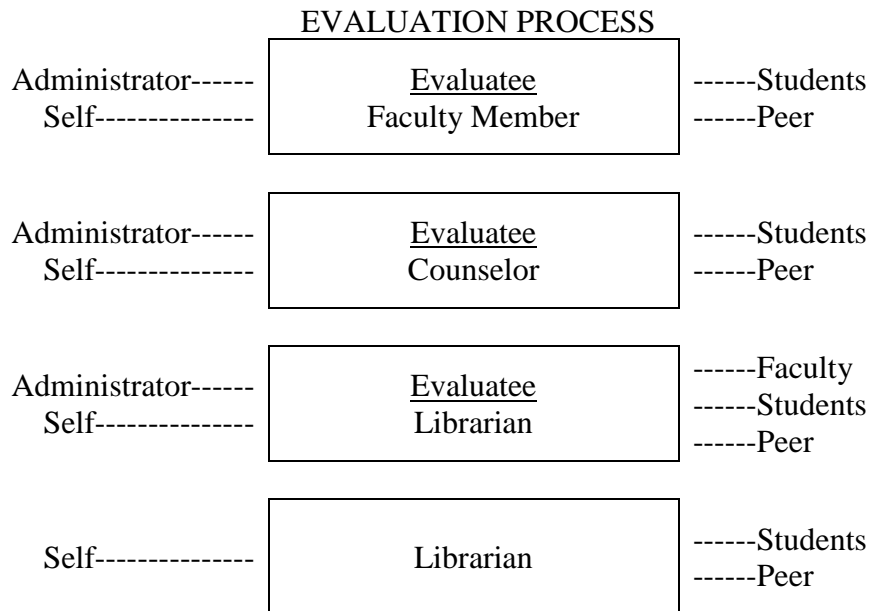 EVALUATION PROCESS
Administrator------ Evaluatee ------Students
Self--------------- Faculty Member ------Peer
Administrator------ Evaluatee ------Students
Self--------------- Counselor ------Peer
------Faculty
Administrator------ Evaluatee ------Students
Self--------------- Librarian ------Peer
Self--------------- Librarian ------Students
------Peer